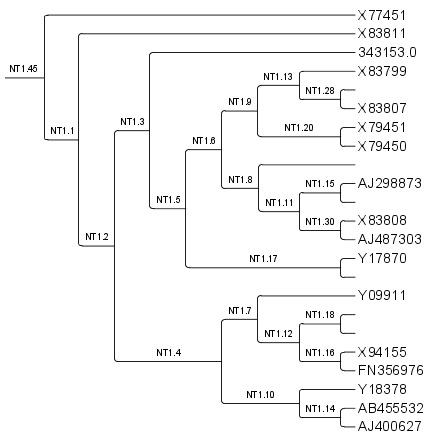 X77451
X83811
NT1.45
343153.0
X83799
NT1.13
NT1.28
NT1.9
X83807
NT1.3
X79451
NT1.20
NT1.1
NT1.6
X79450
AJ298873
NT1.15
NT1.8
NT1.5
NT1.11
X83808
NT1.30
NT1.2
AJ487303
Y17870
NT1.17
Y09911
NT1.7
NT1.18
NT1.12
X94155
NT1.4
NT1.16
FN356976
Y18378
NT1.10
AB455532
NT1.14
AJ400627